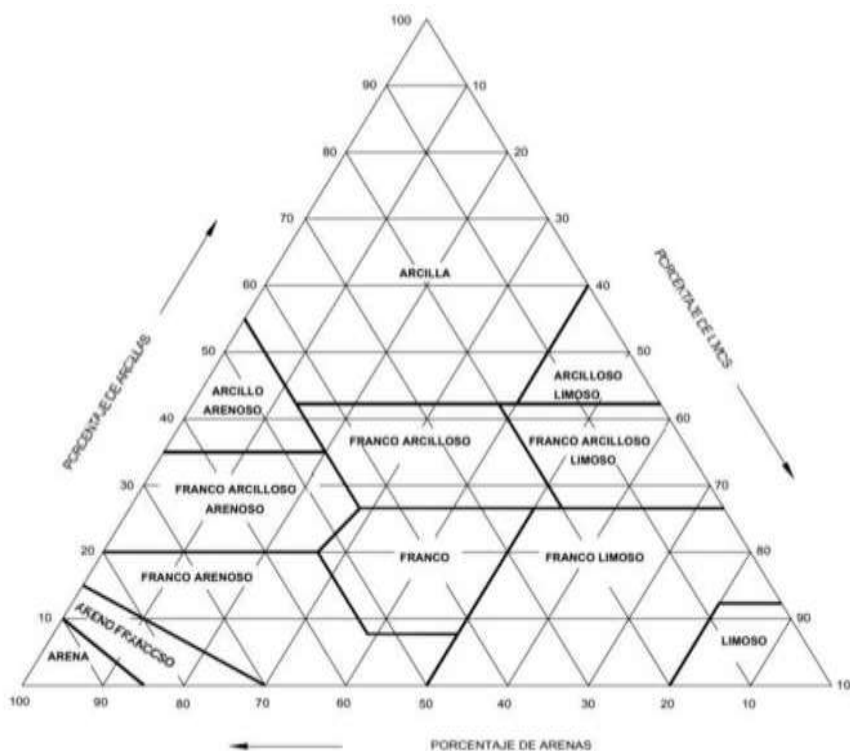 100
90
10
80
20
70
30
ARCILLA
60
40
50
50
ARCILLOSO
LIMOSO
ARCILLO
ARENOSO
40
60
FRANCO ARCILLOSO
FRANCO ARCILLOSO
LIMOSO
30
70
FRANCO ARCILLOSO
ARENOSO
20
80
FRANCO
FRANCO LIMOSO
FRANCO ARENOSO
10
90
ARENO FRANCCSO
ARENA
LIMOSO
10
100
90
80
70
60
50
40
30
20
10
PORCENTAJE DE ARCILLAS
PORCENTAJE DE LMCS
PORCENTAJE DE ARENAS